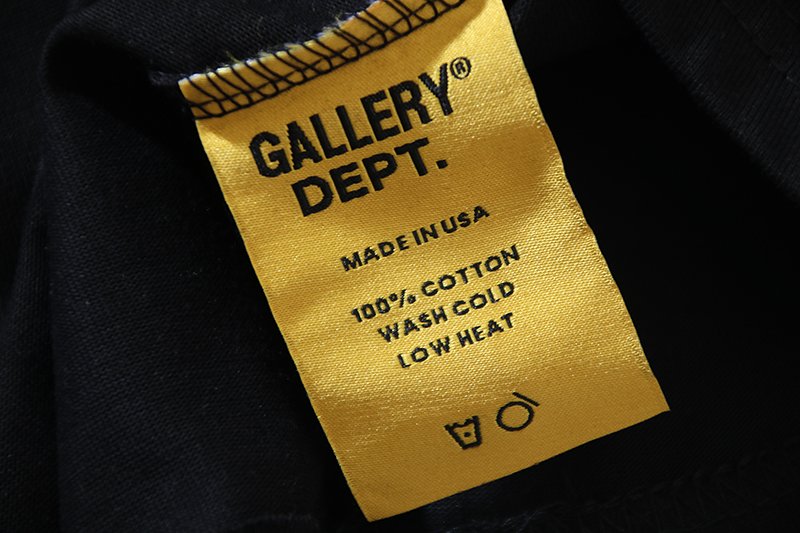 GALLERY®
DEPT.
MADE IN USA
100% COTTON
WASH COLD
LOW HEAT